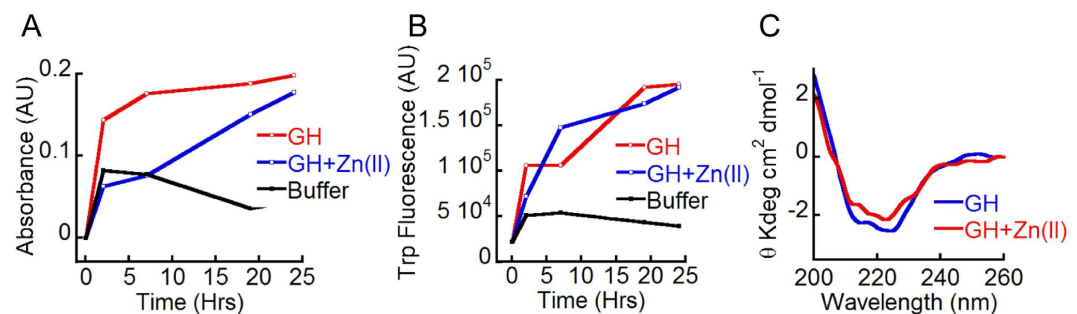 A
Absorbance (AU)
0.2
0.1
0
0 5 10 15 20 25
Time (Hrs)
GH
GH+Zn(II)
Buffer
B
Trp Fluorescence (AU)
2 10⁵
1.5 10⁵
1 10⁵
5 10⁴
0
0 5 10 15 20 25
Time (Hrs)
GH
GH+Zn(II)
Buffer
C
θ Kdeg cm² dmol⁻¹
2
0
-2
200 220 240 260
Wavelength (nm)
GH
GH+Zn(II)